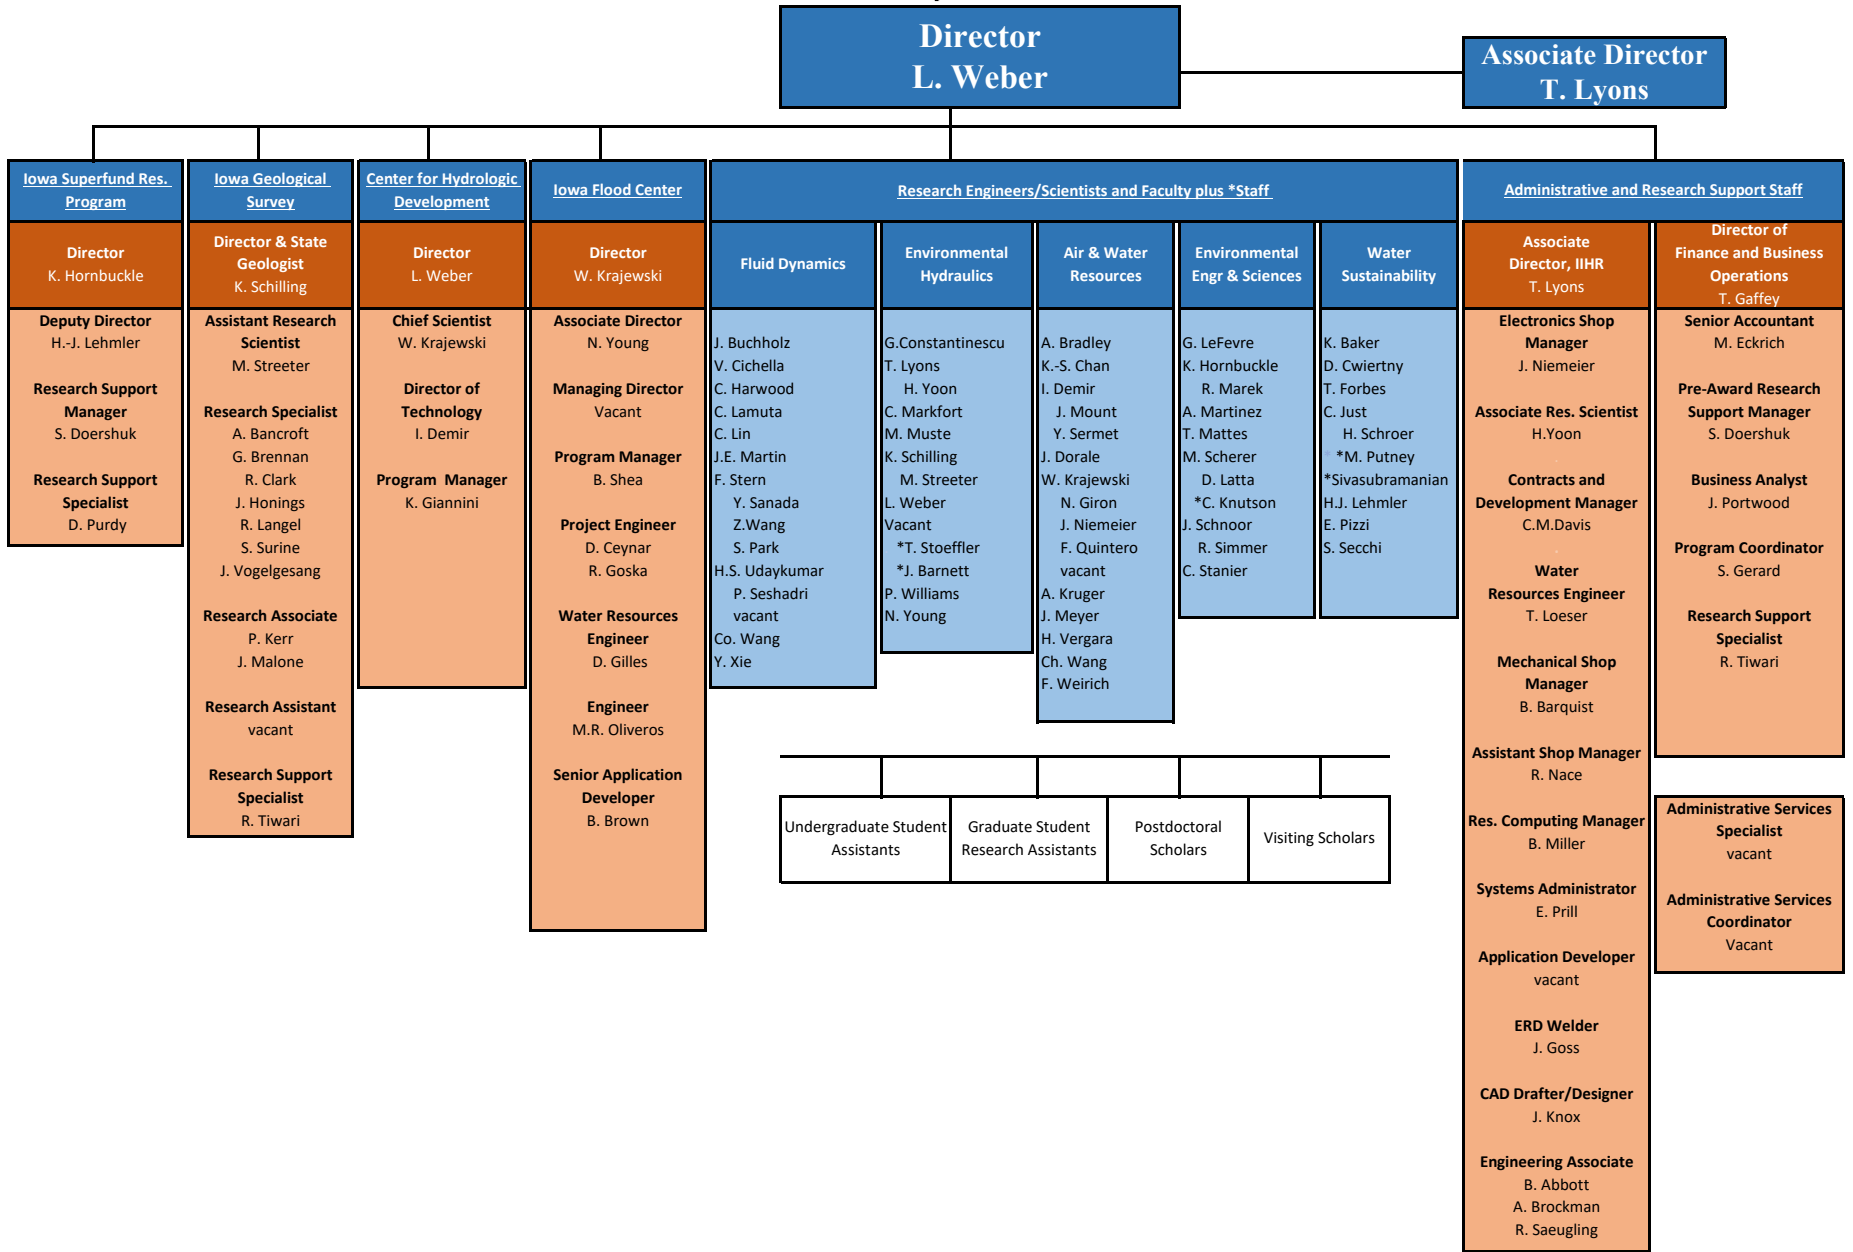 Director
L. Weber
Associate Director
T. Lyons
Iowa Superfund Res.
Program
Director
K. Hornbuckle
Deputy Director
H.-J. Lehmler
Research Support
Manager
S. Doershuk
Research Support
Specialist
D. Purdy
Iowa Geological
Survey
Director & State
Geologist
K. Schilling
Assistant Research
Scientist
M. Streeter
Research Specialist
A. Bancroft
G. Brennan
R. Clark
J. Honings
R. Langel
S. Surine
J. Vogelgesang
Research Associate
P. Kerr
J. Malone
Research Assistant
vacant
Research Support
Specialist
R. Tiwari
Center for Hydrologic
Development
Director
L. Weber
Chief Scientist
W. Krajewski
Director of
Technology
I. Demir
Program Manager
K. Giannini
Iowa Flood Center
Director
W. Krajewski
Associate Director
N. Young
Managing Director
Vacant
Program Manager
B. Shea
Project Engineer
D. Ceynar
R. Goska
Water Resources
Engineer
D. Gilles
Engineer
M.R. Oliveros
Senior Application
Developer
B. Brown
Research Engineers/Scientists and Faculty plus *Staff
Fluid Dynamics
J. Buchholz
V. Cichella
C. Harwood
C. Lamuta
C. Lin
J.E. Martin
F. Stern
Y. Sanada
Z.Wang
S. Park
H.S. Udaykumar
P. Seshadri
vacant
Co. Wang
Y. Xie
Environmental
Hydraulics
G.Constantinescu
T. Lyons
H. Yoon
C. Markfort
M. Muste
K. Schilling
M. Streeter
L. Weber
Vacant
*T. Stoeffler
*J. Barnett
P. Williams
N. Young
Air & Water
Resources
A. Bradley
K.-S. Chan
I. Demir
J. Mount
Y. Sermet
J. Dorale
W. Krajewski
N. Giron
J. Niemeier
F. Quintero
vacant
A. Kruger
J. Meyer
H. Vergara
Ch. Wang
F. Weirich
Environmental
Engr & Sciences
G. LeFevre
K. Hornbuckle
R. Marek
A. Martinez
T. Mattes
M. Scherer
D. Latta
*C. Knutson
J. Schnoor
R. Simmer
C. Stanier
Water
Sustainability
K. Baker
D. Cwiertny
T. Forbes
C. Just
H. Schroer
*M. Putney
*Sivasubramanian
H.J. Lehmler
E. Pizzi
S. Secchi
Undergraduate Student
Assistants
Graduate Student
Research Assistants
Postdoctoral
Scholars
Visiting Scholars
Administrative and Research Support Staff
Associate
Director, IIHR
T. Lyons
Electronics Shop
Manager
J. Niemeier
Associate Res. Scientist
H.Yoon
Contracts and
Development Manager
C.M.Davis
Water
Resources Engineer
T. Loeser
Mechanical Shop
Manager
B. Barquist
Assistant Shop Manager
R. Nace
Res. Computing Manager
B. Miller
Systems Administrator
E. Prill
Application Developer
vacant
ERD Welder
J. Goss
CAD Drafter/Designer
J. Knox
Engineering Associate
B. Abbott
A. Brockman
R. Saeugling
Director of
Finance and Business
Operations
T. Gaffey
Senior Accountant
M. Eckrich
Pre-Award Research
Support Manager
S. Doershuk
Business Analyst
J. Portwood
Program Coordinator
S. Gerard
Research Support
Specialist
R. Tiwari
Administrative Services
Specialist
vacant
Administrative Services
Coordinator
Vacant